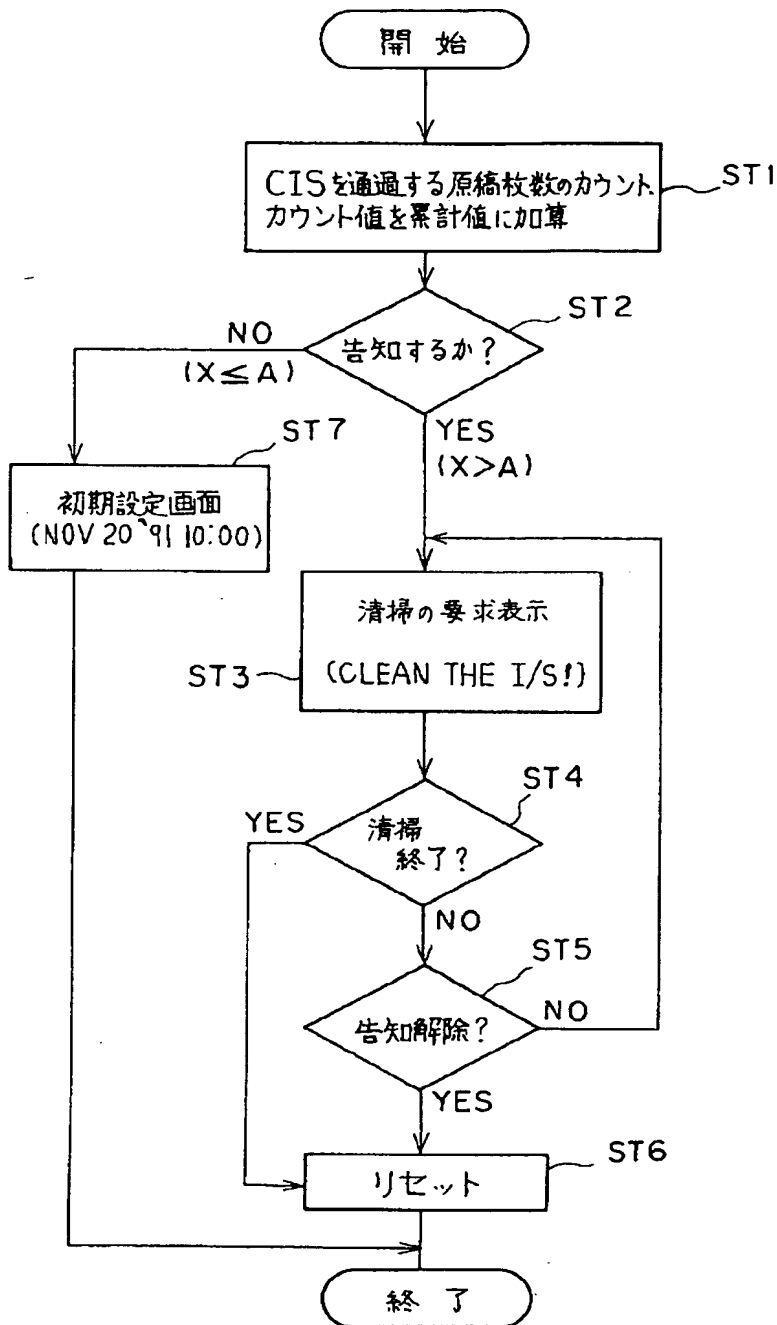 開始
CISを通過する原稿枚数のカウント、
カウント値を累計値に加算
ST1
告知するか?
ST2
NO
(X≦A)
YES
(X>A)
ST7
初期設定画面
(NOV 20 '91 10:00)
清掃の要求表示
(CLEAN THE I/S!)
ST3
ST4
清掃
終了?
YES
NO
ST5
告知解除?
NO
YES
リセット
ST6
終了